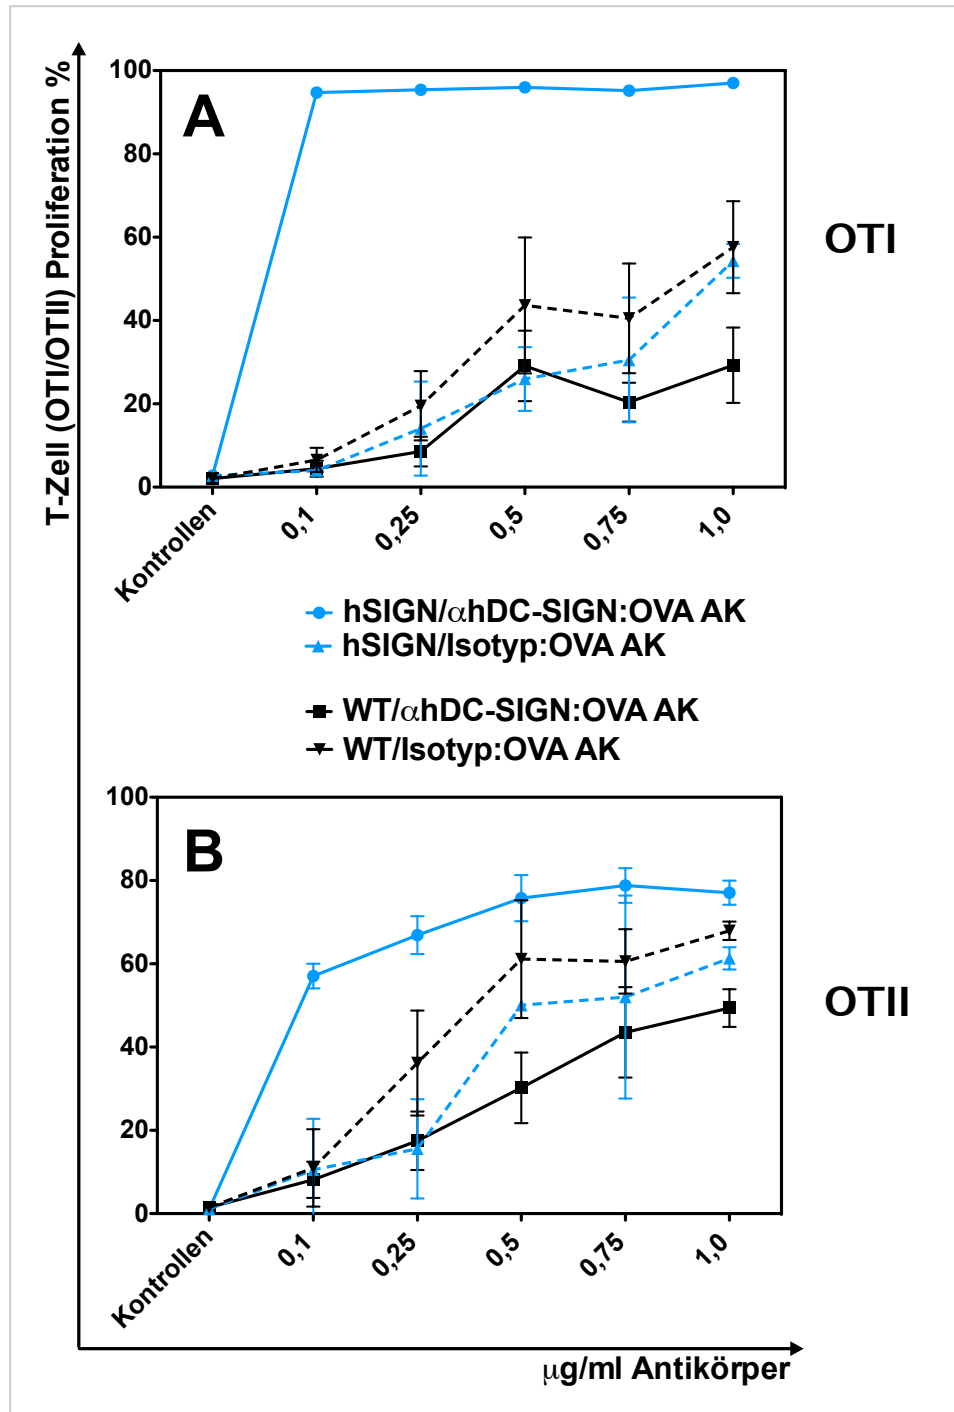 T-Zell (OTI/OTII) Proliferation %
A
100
80
60
40
20
0
Kontrollen
0,1
0,25
0,5
0,75
1,0
OTI
hSIGN/αhDC-SIGN:OVA AK
hSIGN/Isotyp:OVA AK
WT/αhDC-SIGN:OVA AK
WT/Isotyp:OVA AK
B
100
80
60
40
20
0
Kontrollen
0,1
0,25
0,5
0,75
1,0
OTII
µg/ml Antikörper